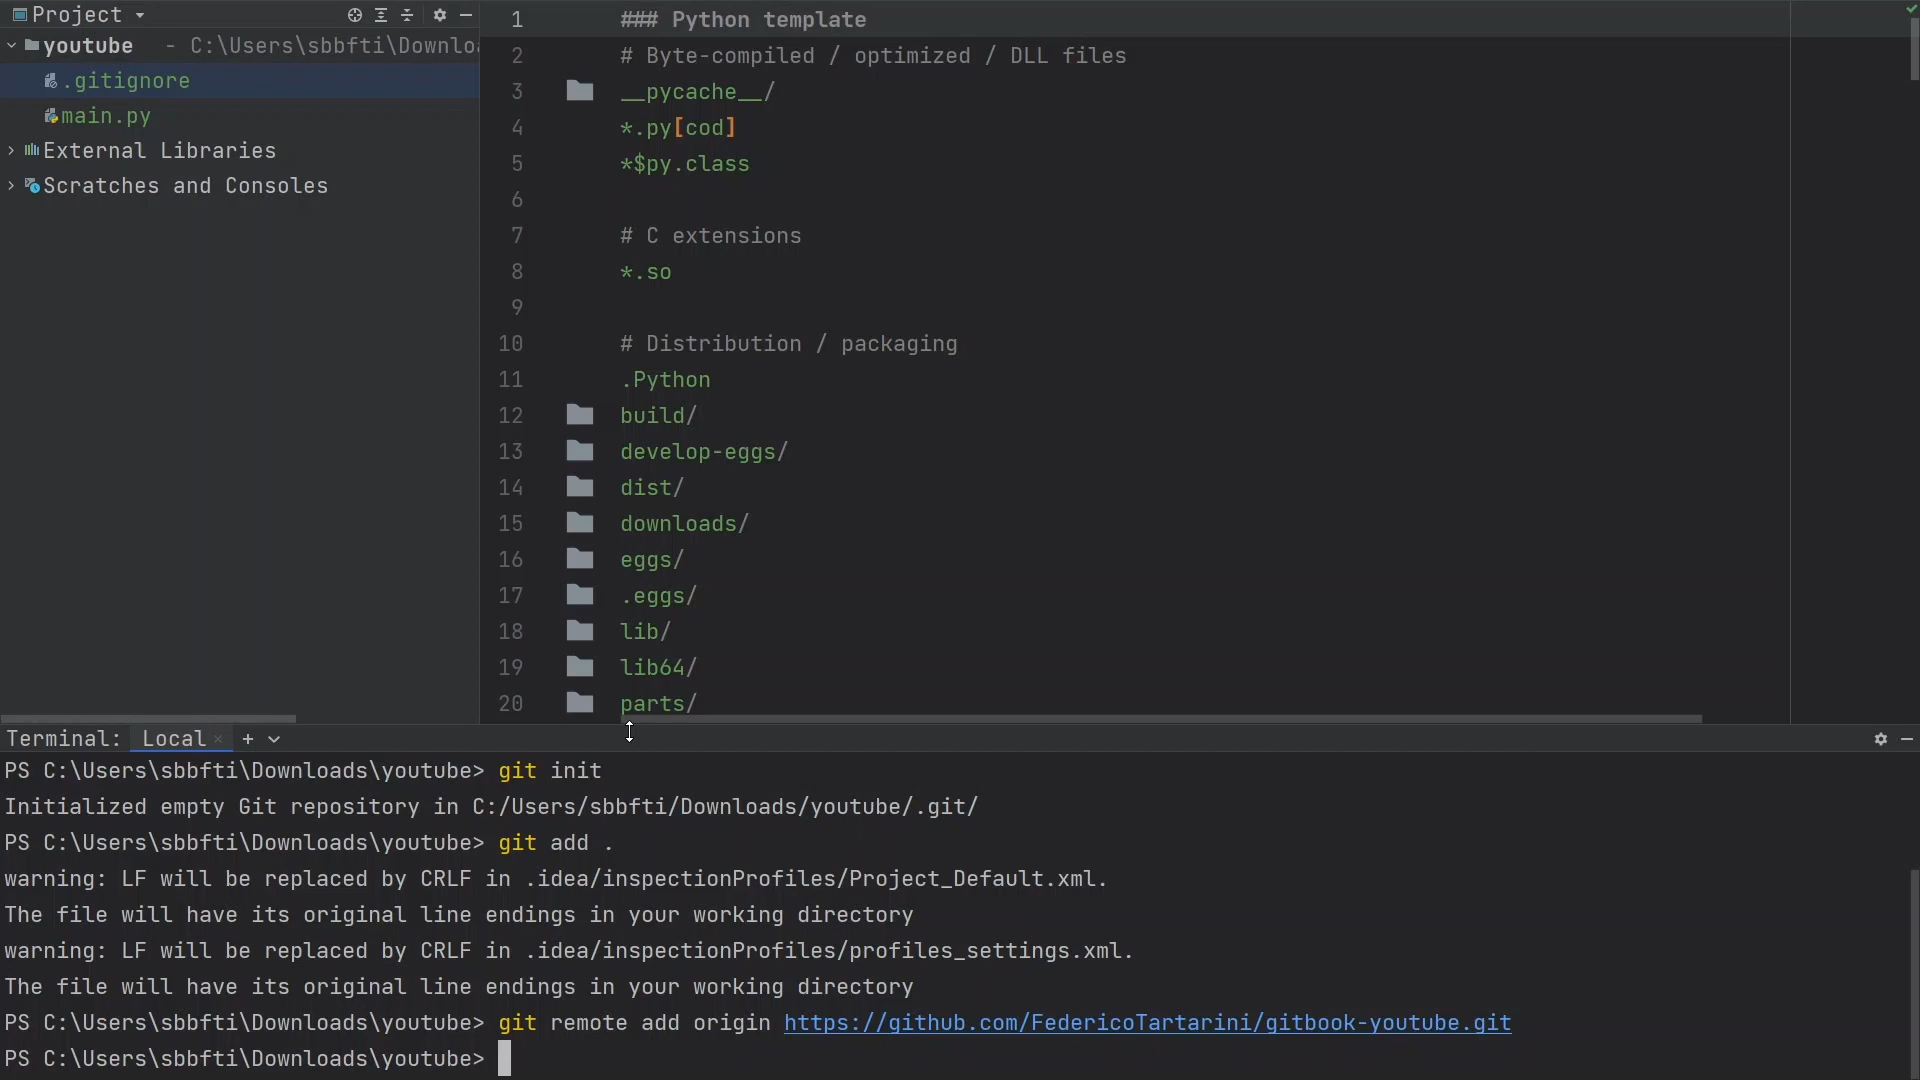 Project
youtube - C:\Users\sbbfti\Downlo
.gitignore
main.py
External Libraries
Scratches and Consoles
1 ### Python template
2 # Byte-compiled / optimized / DLL files
3 __pycache__/
4 *.py[cod]
5 *$py.class
6
7 # C extensions
8 *.so
9
10 # Distribution / packaging
11 .Python
12 build/
13 develop-eggs/
14 dist/
15 downloads/
16 eggs/
17 .eggs/
18 lib/
19 lib64/
20 parts/
Terminal: Local × +
PS C:\Users\sbbfti\Downloads\youtube> git init
Initialized empty Git repository in C:/Users/sbbfti/Downloads/youtube/.git/
PS C:\Users\sbbfti\Downloads\youtube> git add .
warning: LF will be replaced by CRLF in .idea/inspectionProfiles/Project_Default.xml.
The file will have its original line endings in your working directory
warning: LF will be replaced by CRLF in .idea/inspectionProfiles/profiles_settings.xml.
The file will have its original line endings in your working directory
PS C:\Users\sbbfti\Downloads\youtube> git remote add origin https://github.com/FedericoTartarini/gitbook-youtube.git
PS C:\Users\sbbfti\Downloads\youtube>